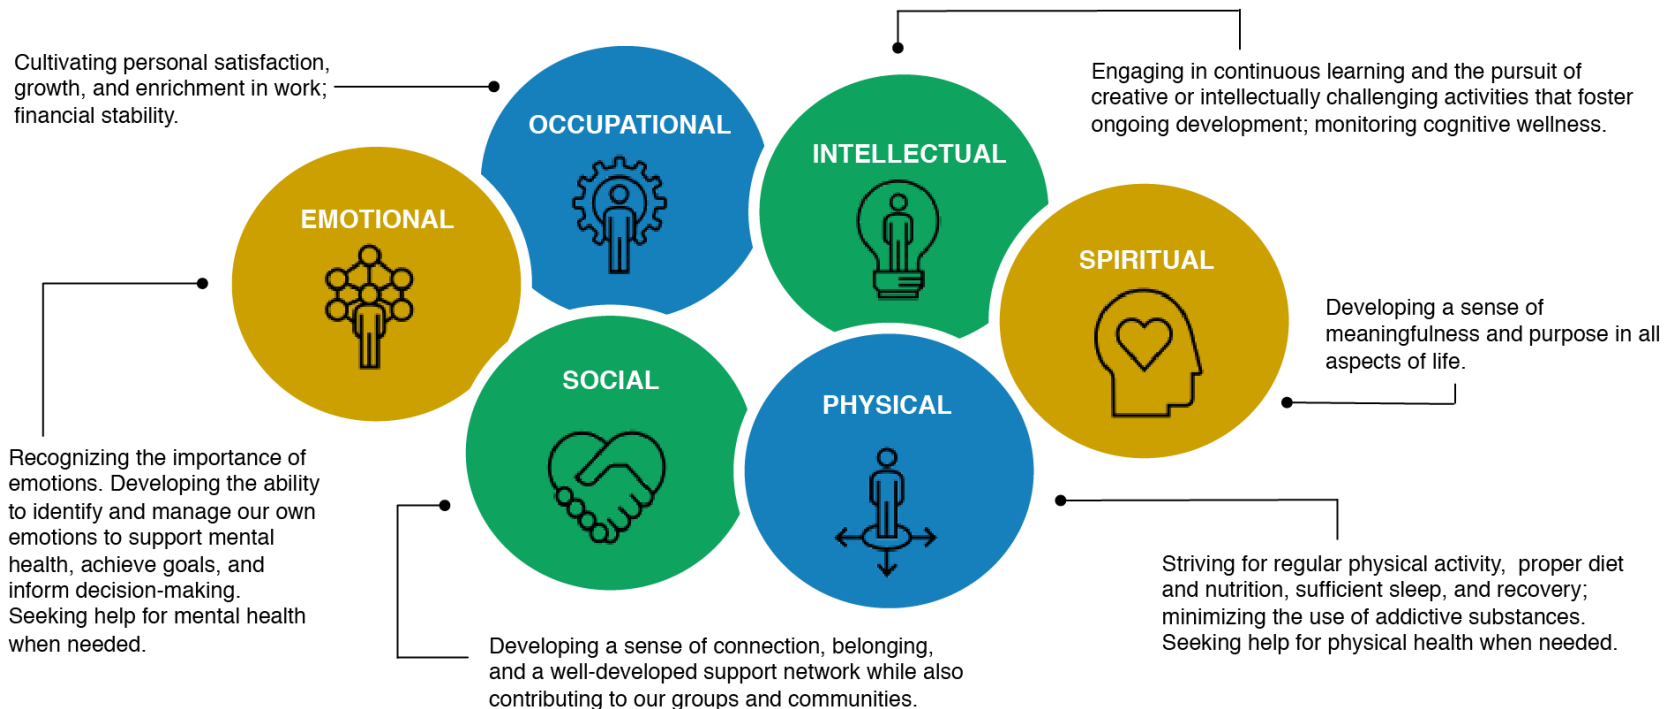 Cultivating personal satisfaction,
growth, and enrichment in work;
financial stability.
OCCUPATIONAL
INTELLECTUAL
Engaging in continuous learning and the pursuit of
creative or intellectually challenging activities that foster
ongoing development; monitoring cognitive wellness.
EMOTIONAL
SPIRITUAL
Developing a sense of
meaningfulness and purpose in all
aspects of life.
SOCIAL
PHYSICAL
Recognizing the importance of
emotions. Developing the ability
to identify and manage our own
emotions to support mental
health, achieve goals, and
inform decision-making.
Seeking help for mental health
when needed.
Developing a sense of connection, belonging,
and a well-developed support network while also
contributing to our groups and communities.
Striving for regular physical activity,  proper diet
and nutrition, sufficient sleep, and recovery;
minimizing the use of addictive substances.
Seeking help for physical health when needed.